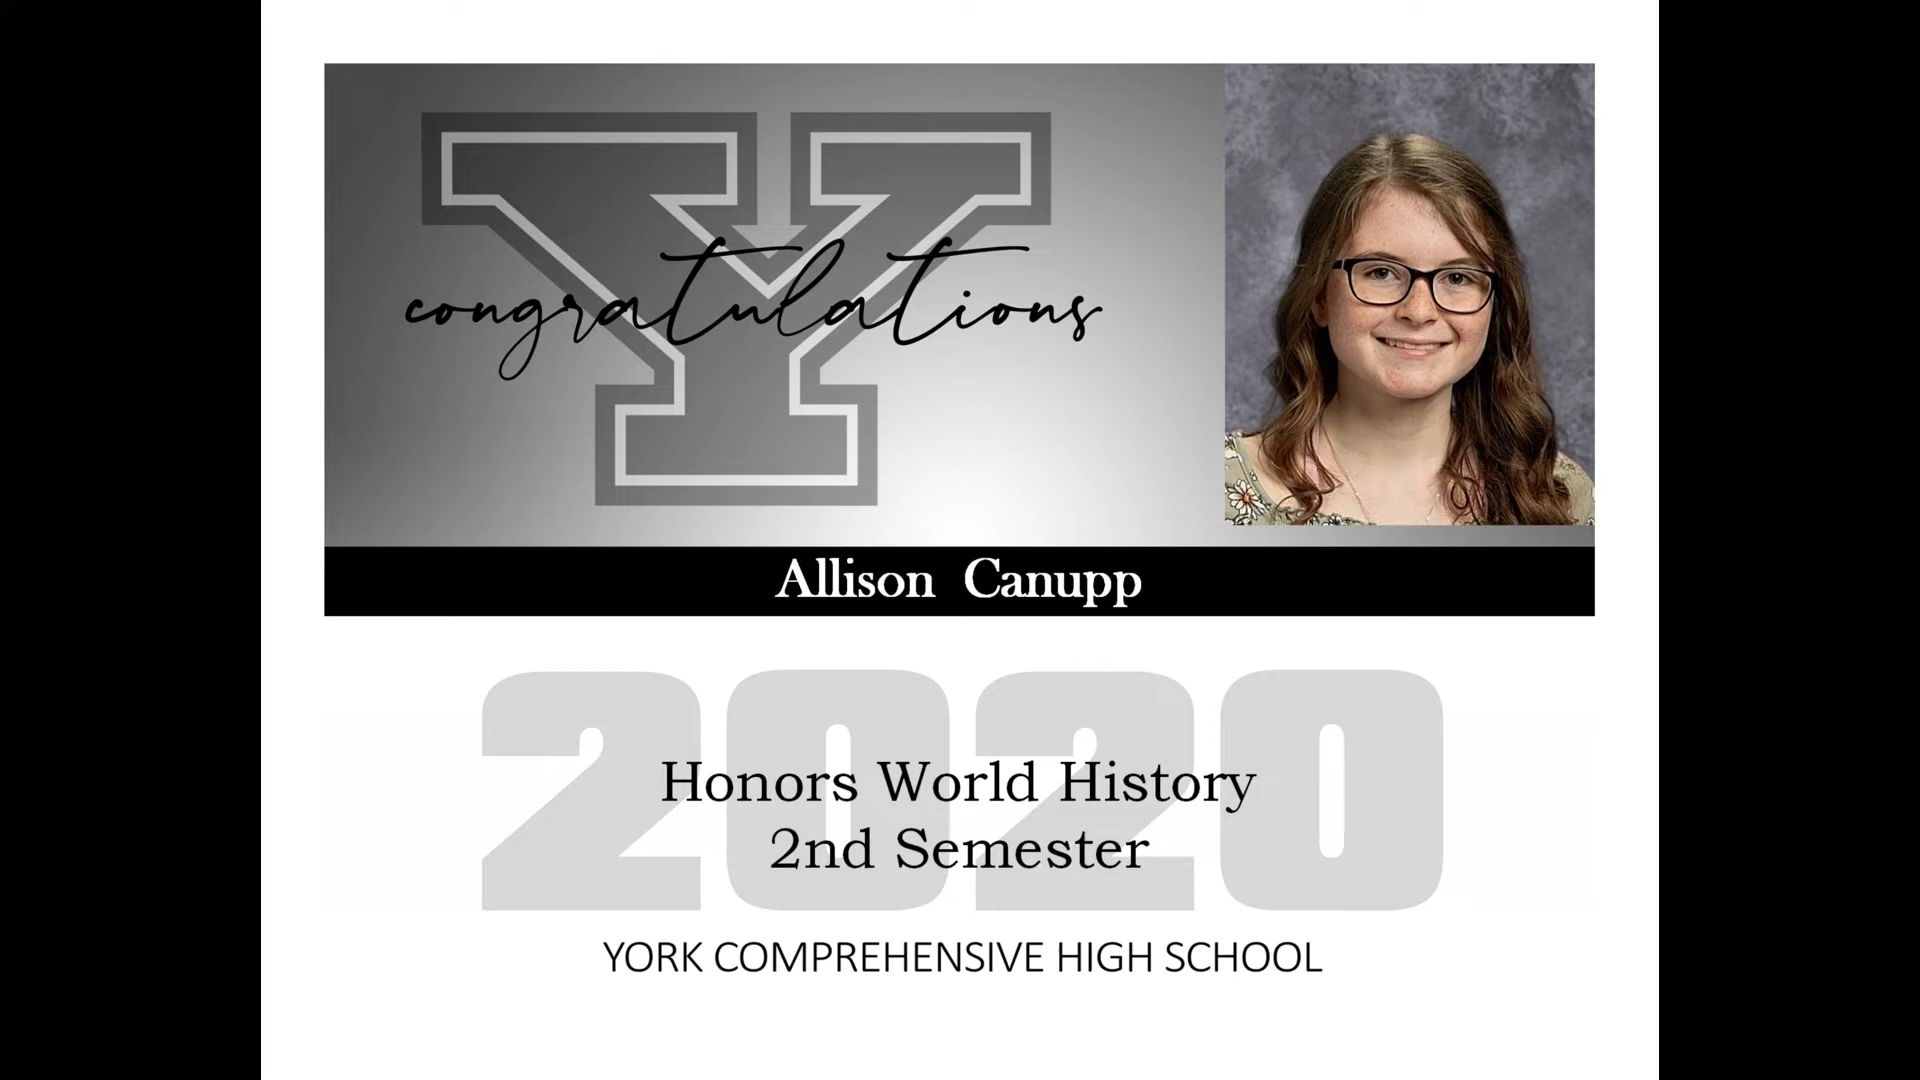 Y
congratulations
Allison Canupp
2020
Honors World History
2nd Semester
YORK COMPREHENSIVE HIGH SCHOOL